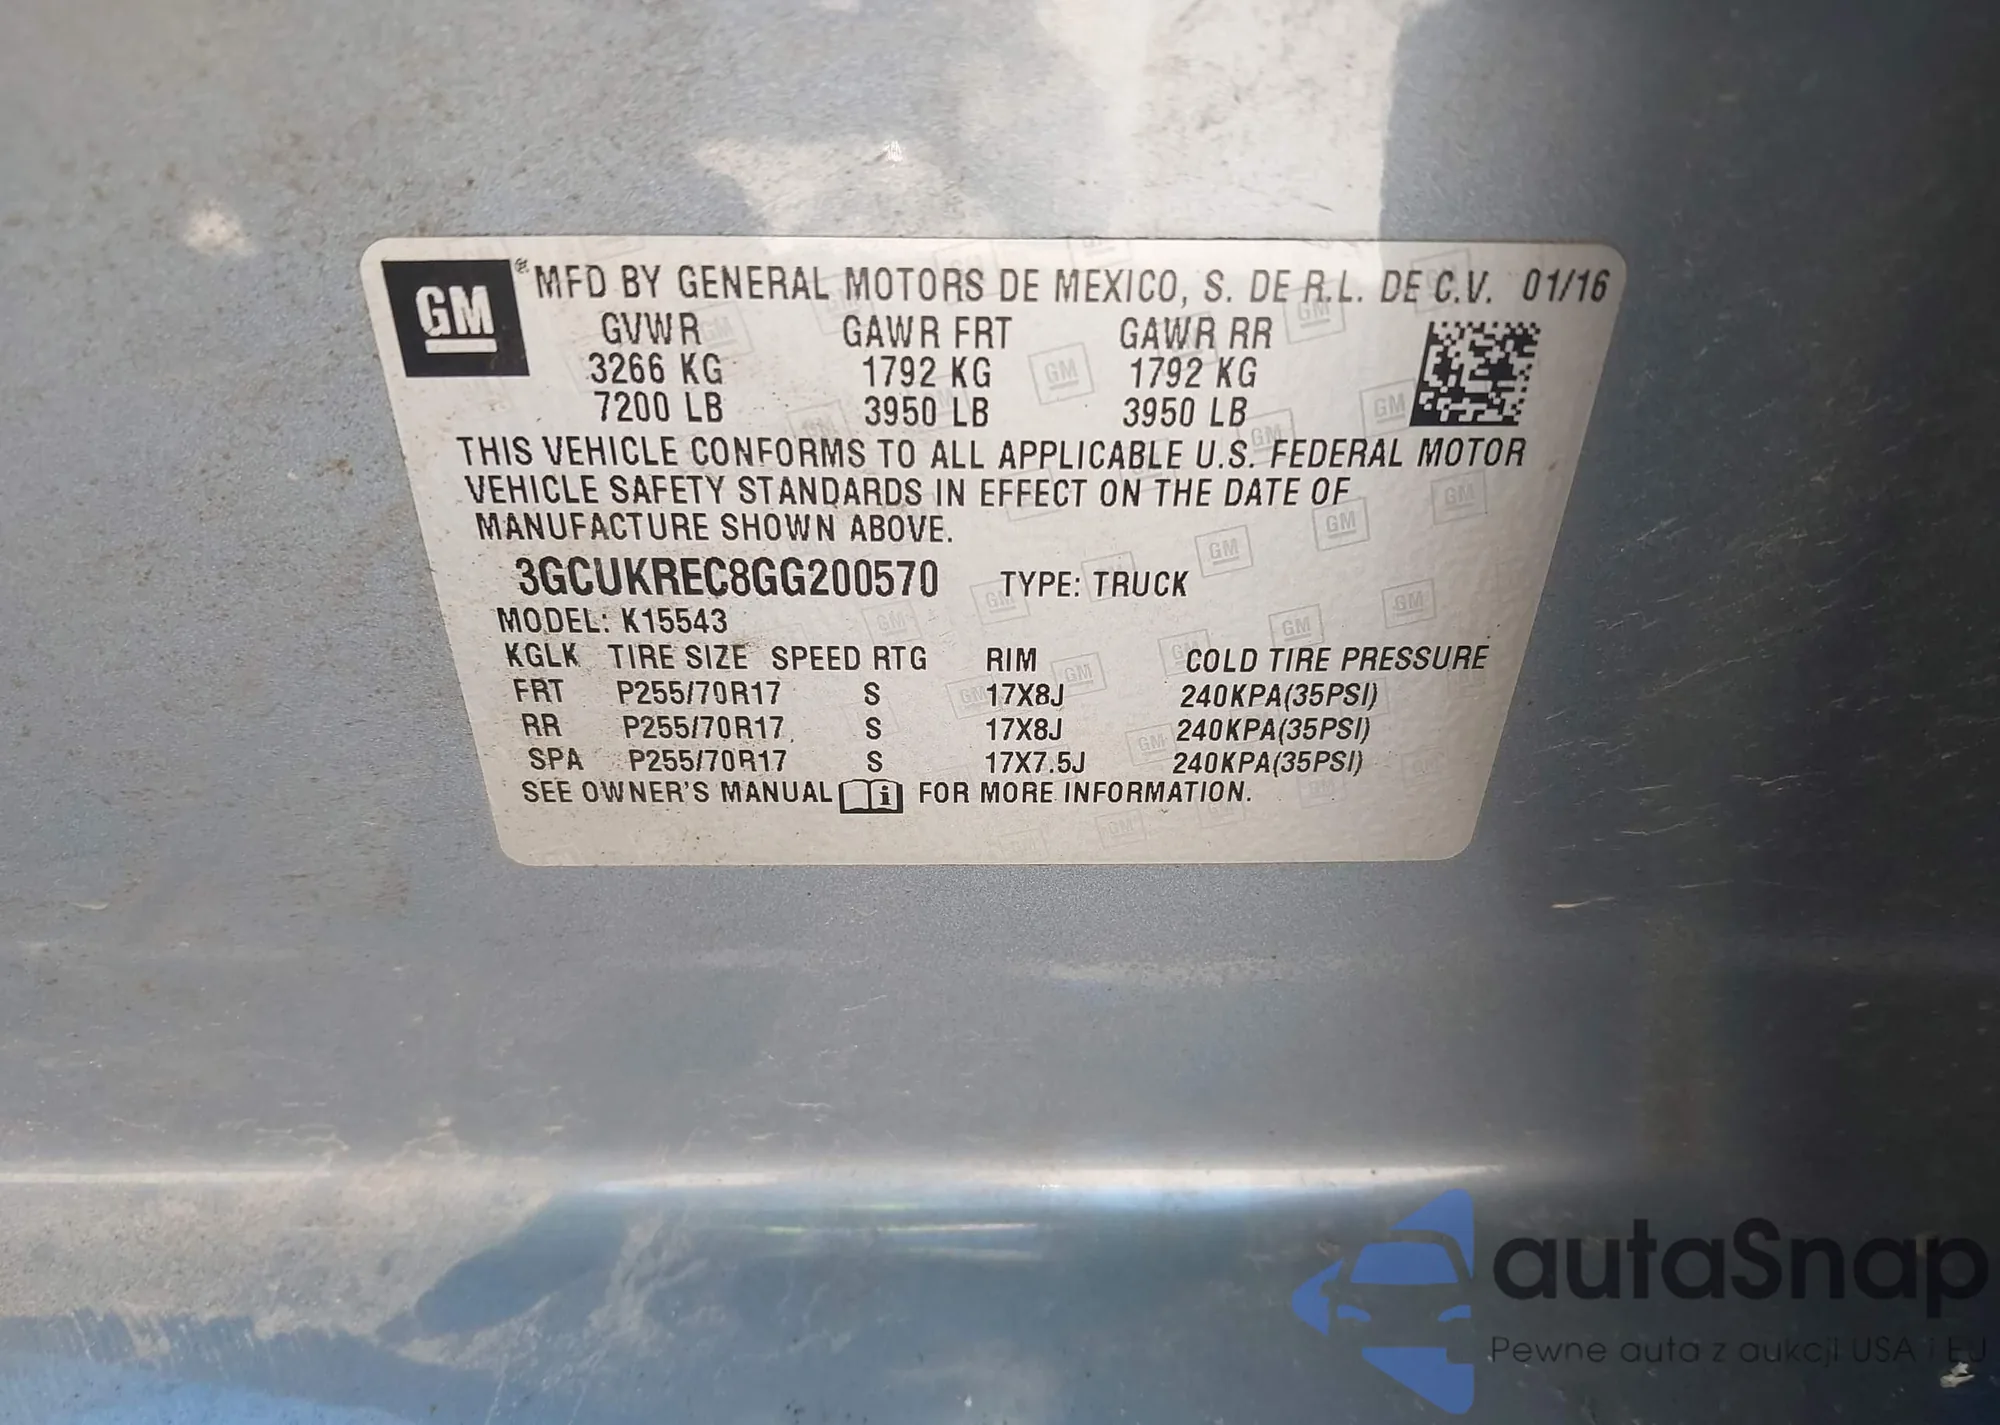 GM® MFD BY GENERAL MOTORS DE MEXICO, S. DE R.L. DE C.V. 01/16
GVWR GAWR FRT GAWR RR
3266 KG 1792 KG 1792 KG
7200 LB 3950 LB 3950 LB
THIS VEHICLE CONFORMS TO ALL APPLICABLE U.S. FEDERAL MOTOR
VEHICLE SAFETY STANDARDS IN EFFECT ON THE DATE OF
MANUFACTURE SHOWN ABOVE.
3GCUKREC8GG200570 TYPE: TRUCK
MODEL: K15543
KGLK TIRE SIZE SPEED RTG RIM COLD TIRE PRESSURE
FRT P255/70R17 S 17X8J 240KPA(35PSI)
RR P255/70R17 S 17X8J 240KPA(35PSI)
SPA P255/70R17 S 17X7.5J 240KPA(35PSI)
SEE OWNER'S MANUAL i FOR MORE INFORMATION.
autaSnap
Pewne auta z aukcji USA i EU